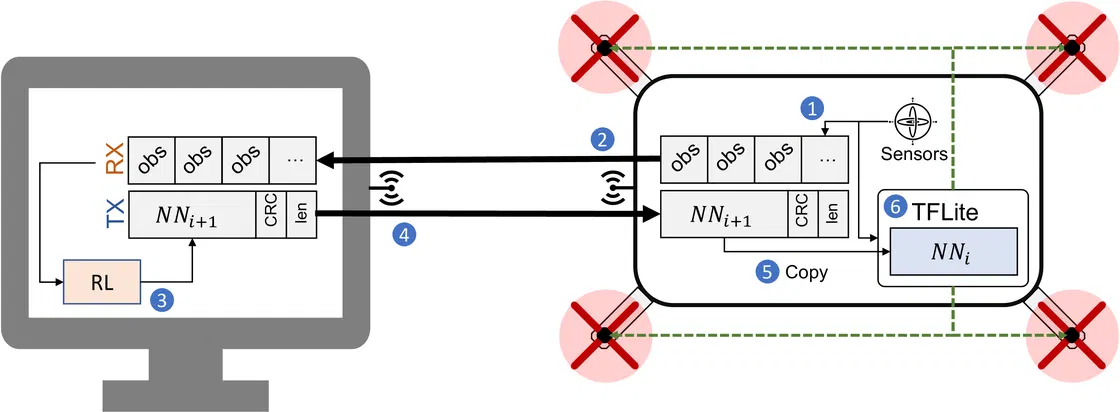 RX
obs
obs
obs
...
TX
NN_{i+1}
CRC
len
RL
3
2
4
1
Sensors
obs
obs
obs
...
NN_{i+1}
CRC
len
5 Copy
6 TFLite
NN_i